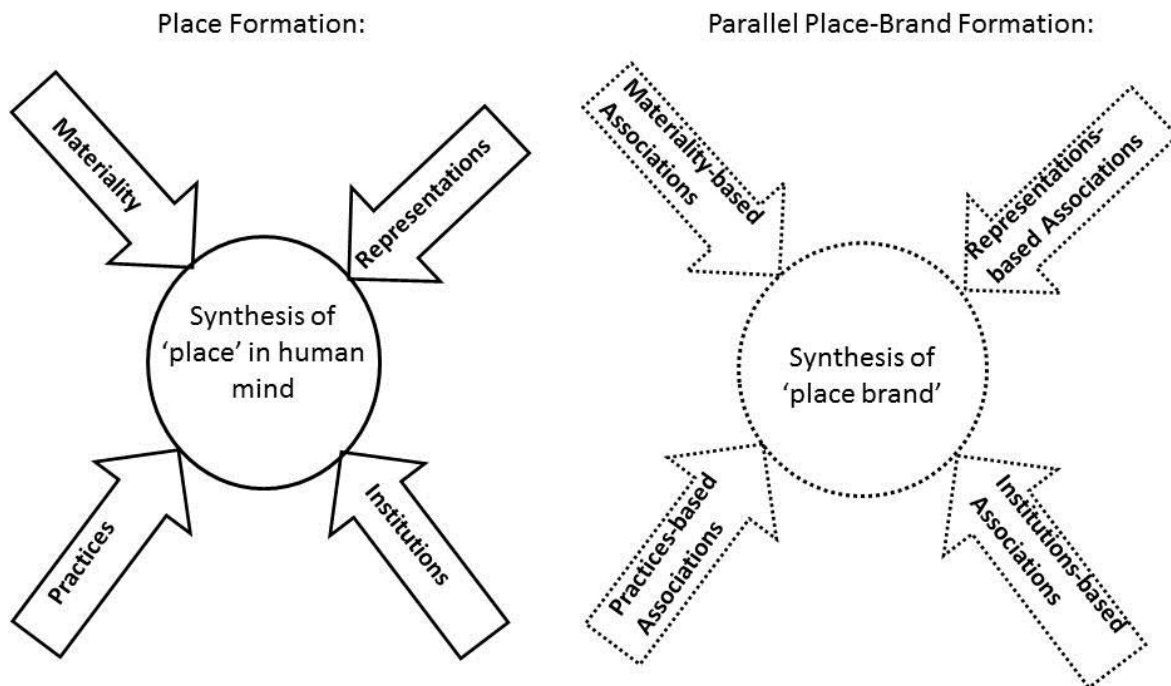 Place Formation:
Materiality
Representations
Synthesis of
‘place’ in human
mind
Practices
Institutions
Parallel Place-Brand Formation:
Materiality-based
Associations
Representations-
based Associations
Synthesis of
‘place brand’
Practices-based
Associations
Institutions-based
Associations